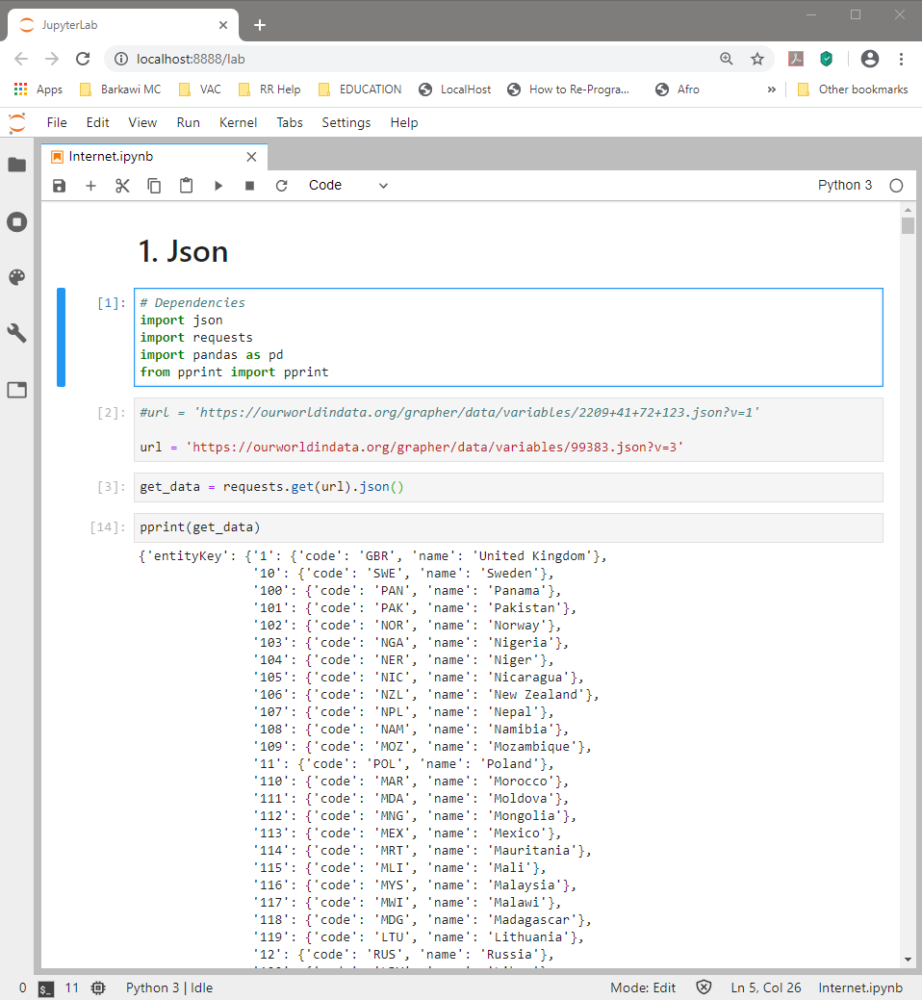 JupyterLab
localhost:8888/lab
Apps Barkawi MC VAC RR Help EDUCATION LocalHost How to Re-Progra... Afro » Other bookmarks
File Edit View Run Kernel Tabs Settings Help
Internet.ipynb
Code Python 3
1. Json
[1]: # Dependencies
import json
import requests
import pandas as pd
from pprint import pprint
[2]: #url = 'https://ourworldindata.org/grapher/data/variables/2209+41+72+123.json?v=1'
url = 'https://ourworldindata.org/grapher/data/variables/99383.json?v=3'
[3]: get_data = requests.get(url).json()
[14]: pprint(get_data)
{'entityKey': {'1': {'code': 'GBR', 'name': 'United Kingdom'},
'10': {'code': 'SWE', 'name': 'Sweden'},
'100': {'code': 'PAN', 'name': 'Panama'},
'101': {'code': 'PAK', 'name': 'Pakistan'},
'102': {'code': 'NOR', 'name': 'Norway'},
'103': {'code': 'NGA', 'name': 'Nigeria'},
'104': {'code': 'NER', 'name': 'Niger'},
'105': {'code': 'NIC', 'name': 'Nicaragua'},
'106': {'code': 'NZL', 'name': 'New Zealand'},
'107': {'code': 'NPL', 'name': 'Nepal'},
'108': {'code': 'NAM', 'name': 'Namibia'},
'109': {'code': 'MOZ', 'name': 'Mozambique'},
'11': {'code': 'POL', 'name': 'Poland'},
'110': {'code': 'MAR', 'name': 'Morocco'},
'111': {'code': 'MDA', 'name': 'Moldova'},
'112': {'code': 'MNG', 'name': 'Mongolia'},
'113': {'code': 'MEX', 'name': 'Mexico'},
'114': {'code': 'MRT', 'name': 'Mauritania'},
'115': {'code': 'MLI', 'name': 'Mali'},
'116': {'code': 'MYS', 'name': 'Malaysia'},
'117': {'code': 'MWI', 'name': 'Malawi'},
'118': {'code': 'MDG', 'name': 'Madagascar'},
'119': {'code': 'LTU', 'name': 'Lithuania'},
'12': {'code': 'RUS', 'name': 'Russia'},
0 $_ 11 Python 3 | Idle Mode: Edit Ln 5, Col 26 Internet.ipynb